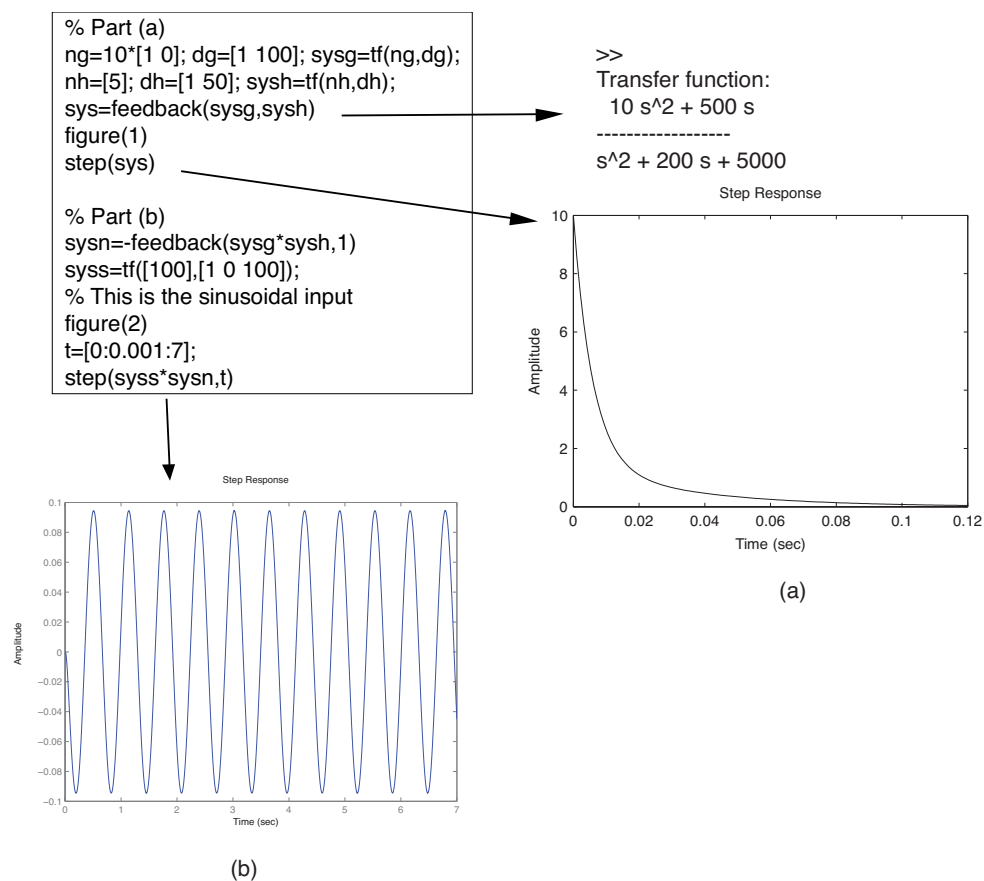 % Part (a)
ng=10*[1 0]; dg=[1 100]; sysg=tf(ng,dg);
nh=[5]; dh=[1 50]; sysh=tf(nh,dh);
sys=feedback(sysg,sysh)
figure(1)
step(sys)
% Part (b)
sysn=-feedback(sysg*sysh,1)
syss=tf([100],[1 0 100]);
% This is the sinusoidal input
figure(2)
t=[0:0.001:7];
step(syss*sysn,t)
>>
Transfer function:
10 s^2 + 500 s
------------------
s^2 + 200 s + 5000
Step Response
10
8
6
4
2
0
Amplitude
0 0.02 0.04 0.06 0.08 0.1 0.12
Time (sec)
(a)
Step Response
0.1
0.08
0.06
0.04
0.02
0
−0.02
−0.04
−0.06
−0.08
−0.1
Amplitude
0 1 2 3 4 5 6 7
Time (sec)
(b)